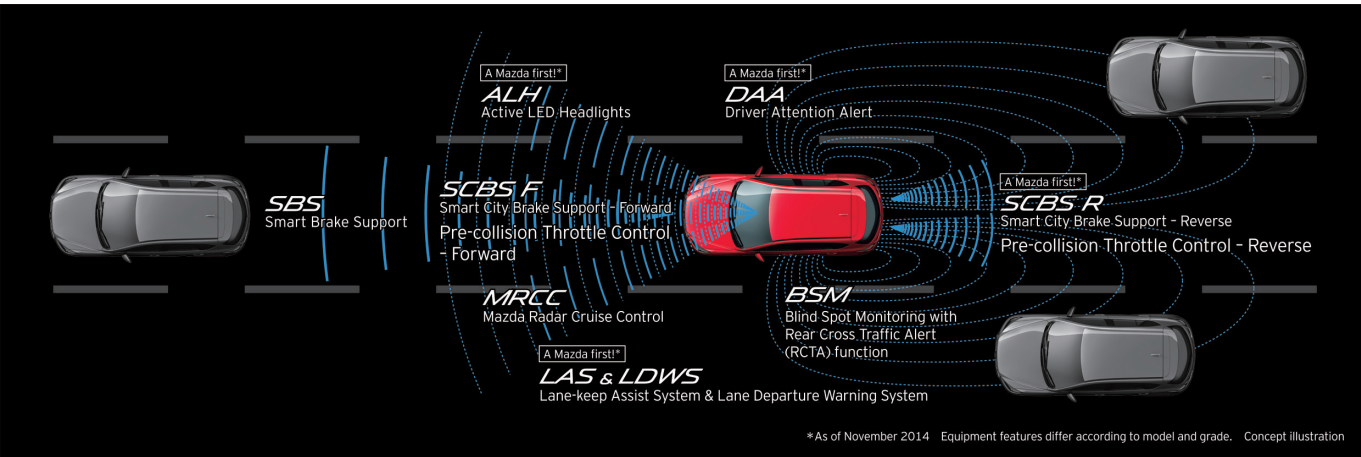 A Mazda first!*
ALH
Active LED Headlights
A Mazda first!*
DAA
Driver Attention Alert
SBS
Smart Brake Support
SCBS F
Smart City Brake Support – Forward
Pre-collision Throttle Control
– Forward
A Mazda first!*
SCBS R
Smart City Brake Support – Reverse
Pre-collision Throttle Control – Reverse
MRCC
Mazda Radar Cruise Control
BSM
Blind Spot Monitoring with
Rear Cross Traffic Alert
(RCTA) function
A Mazda first!*
LAS & LDWS
Lane-keep Assist System & Lane Departure Warning System
*As of November 2014 Equipment features differ according to model and grade. Concept illustration